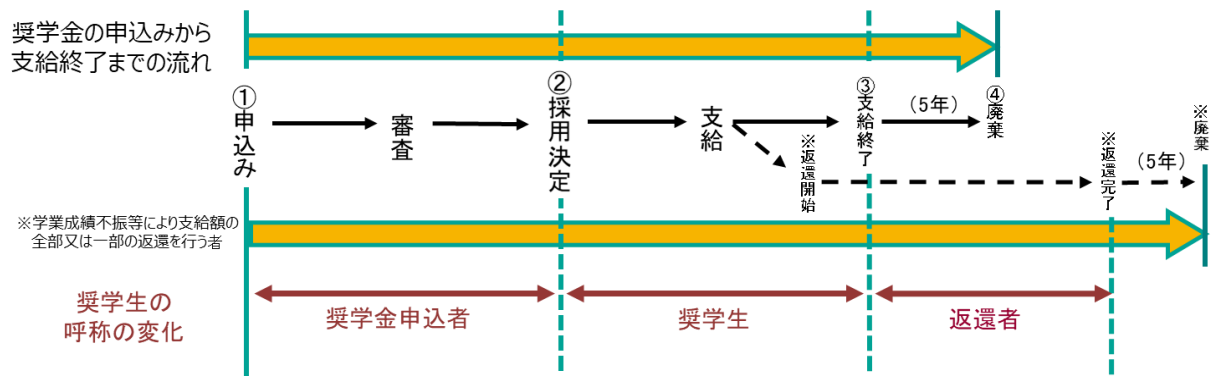 奨学金の申込みから
支給終了までの流れ
①申込み
審査
②採用決定
支給
③支給終了
(5年)
④廃棄
※返還開始
※返還完了
(5年)
※廃棄
※学業成績不振等により支給額の
全部又は一部の返還を行う者
奨学生の
呼称の変化
奨学金申込者
奨学生
返還者